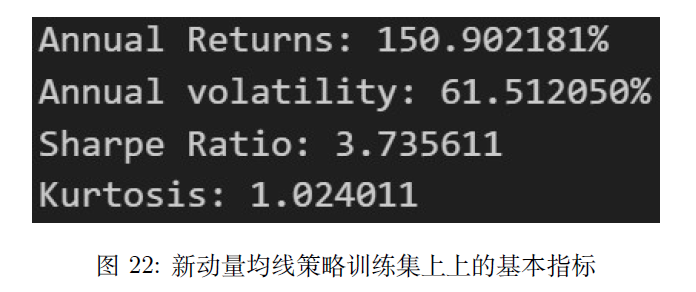 Annual Returns: 150.902181%
Annual volatility: 61.512050%
Sharpe Ratio: 3.735611
Kurtosis: 1.024011
图 22: 新动量均线策略训练集上上的基本指标